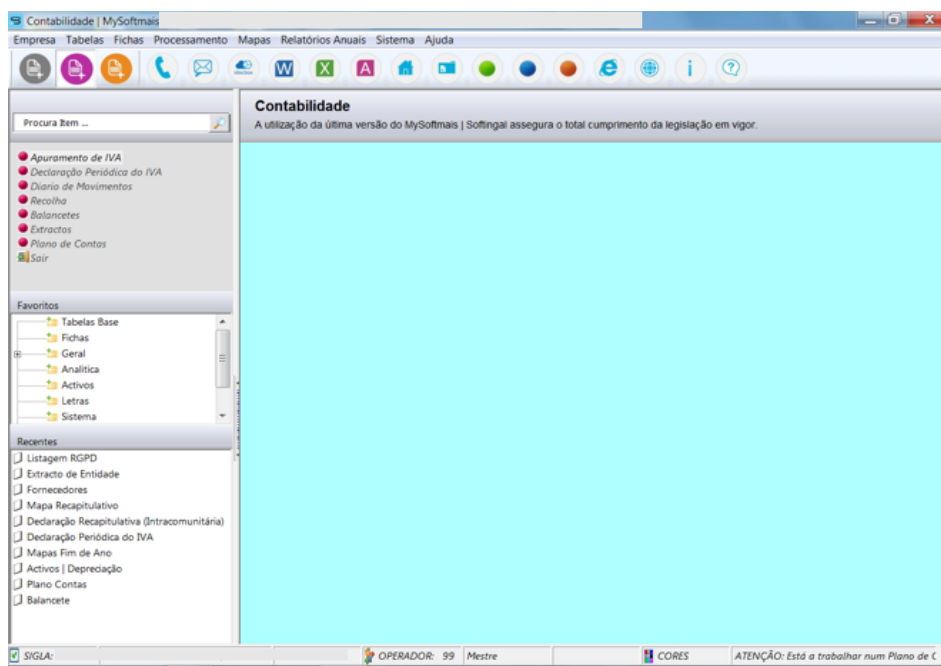 Contabilidade | MySoftmais
Empresa Tabelas Fichas Processamento Mapas Relatórios Anuais Sistema Ajuda
Contabilidade
A utilização da última versão do MySoftmais | Softingal assegura o total cumprimento da legislação em vigor.
Procura Item ...
Apuramento de IVA
Declaração Periódica do IVA
Diario de Movimentos
Recolha
Balancetes
Extractos
Plano de Contas
Sair
Favoritos
Tabelas Base
Fichas
Geral
Analitica
Activos
Letras
Sistema
Recentes
Listagem RGPD
Extracto de Entidade
Fornecedores
Mapa Recapitulativo
Declaração Recapitulativa (Intracomunitária)
Declaração Periódica do IVA
Mapas Fim de Ano
Activos | Depreciação
Plano Contas
Balancete
SIGLA: OPERADOR: 99 Mestre CORES ATENÇÃO: Está a trabalhar num Plano de C